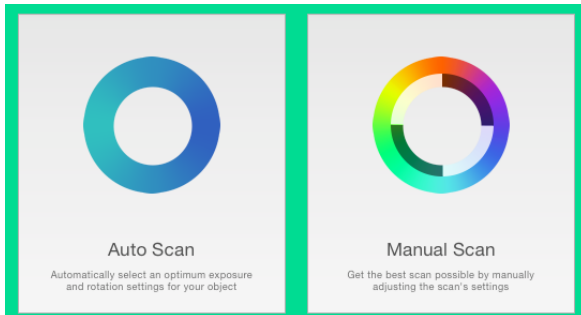 Auto Scan
Automatically select an optimum exposure
and rotation settings for your object
Manual Scan
Get the best scan possible by manually
adjusting the scan's settings